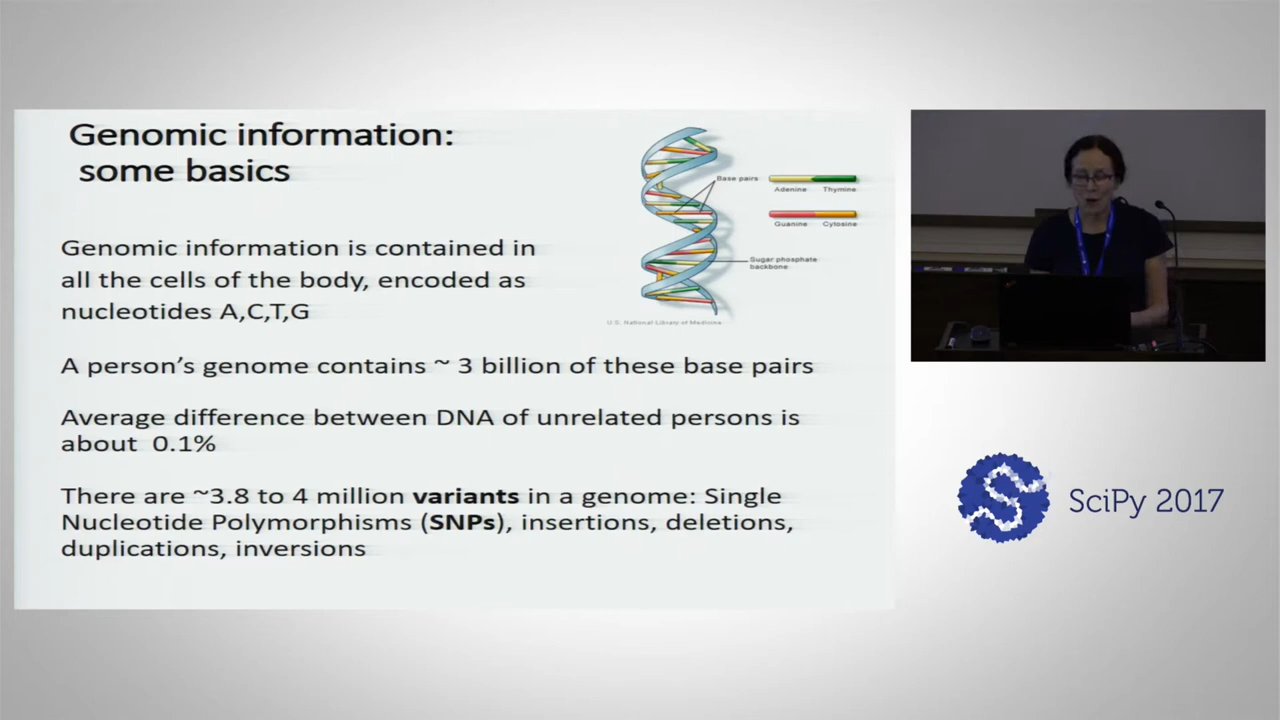 Genomic information:
some basics
Base pairs
Adenine Thymine
Guanine Cytosine
Sugar phosphate
backbone
U.S. National Library of Medicine
Genomic information is contained in
all the cells of the body, encoded as
nucleotides A,C,T,G
A person’s genome contains ~ 3 billion of these base pairs
Average difference between DNA of unrelated persons is
about 0.1%
There are ~3.8 to 4 million variants in a genome: Single
Nucleotide Polymorphisms (SNPs), insertions, deletions,
duplications, inversions
SciPy 2017